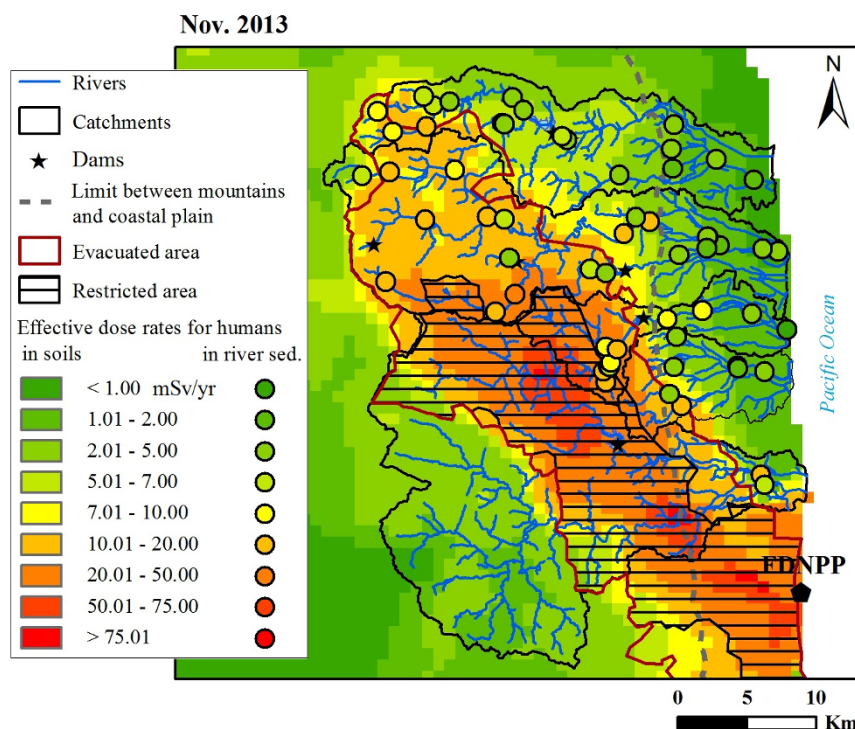 Nov. 2013
Rivers
Catchments
Dams
Limit between mountains
and coastal plain
Evacuated area
Restricted area
Effective dose rates for humans
in soils in river sed.
< 1.00 mSv/yr
1.01 - 2.00
2.01 - 5.00
5.01 - 7.00
7.01 - 10.00
10.01 - 20.00
20.01 - 50.00
50.01 - 75.00
> 75.01
N
Pacific Ocean
FDNPP
0 5 10
Km